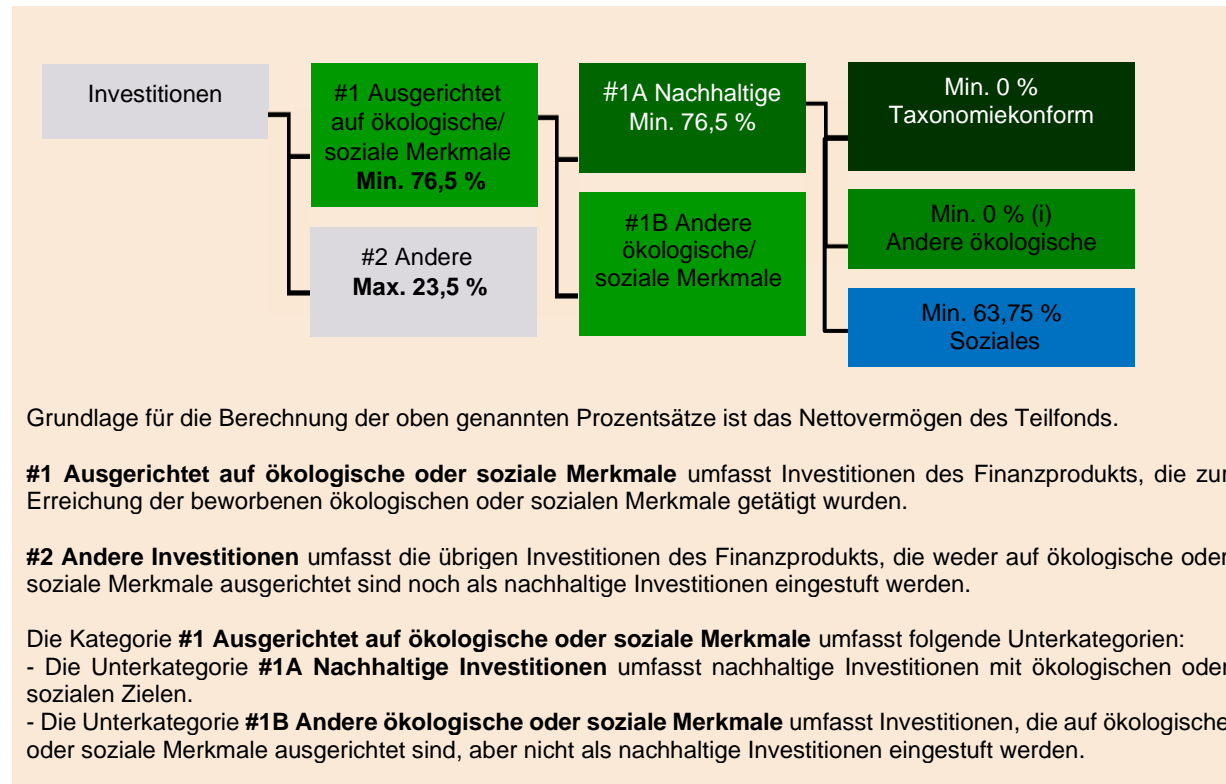 Investitionen
#1 Ausgerichtet
auf ökologische/
soziale Merkmale
Min. 76,5 %
#2 Andere
Max. 23,5 %
#1A Nachhaltige
Min. 76,5 %
#1B Andere
ökologische/
soziale Merkmale
Min. 0 %
Taxonomiekonform
Min. 0 % (i)
Andere ökologische
Min. 63,75 %
Soziales
Grundlage für die Berechnung der oben genannten Prozentsätze ist das Nettovermögen des Teilfonds.
#1 Ausgerichtet auf ökologische oder soziale Merkmale umfasst Investitionen des Finanzprodukts, die zur
Erreichung der beworbenen ökologischen oder sozialen Merkmale getätigt wurden.
#2 Andere Investitionen umfasst die übrigen Investitionen des Finanzprodukts, die weder auf ökologische oder
soziale Merkmale ausgerichtet sind noch als nachhaltige Investitionen eingestuft werden.
Die Kategorie #1 Ausgerichtet auf ökologische oder soziale Merkmale umfasst folgende Unterkategorien:
- Die Unterkategorie #1A Nachhaltige Investitionen umfasst nachhaltige Investitionen mit ökologischen oder
sozialen Zielen.
- Die Unterkategorie #1B Andere ökologische oder soziale Merkmale umfasst Investitionen, die auf ökologische
oder soziale Merkmale ausgerichtet sind, aber nicht als nachhaltige Investitionen eingestuft werden.